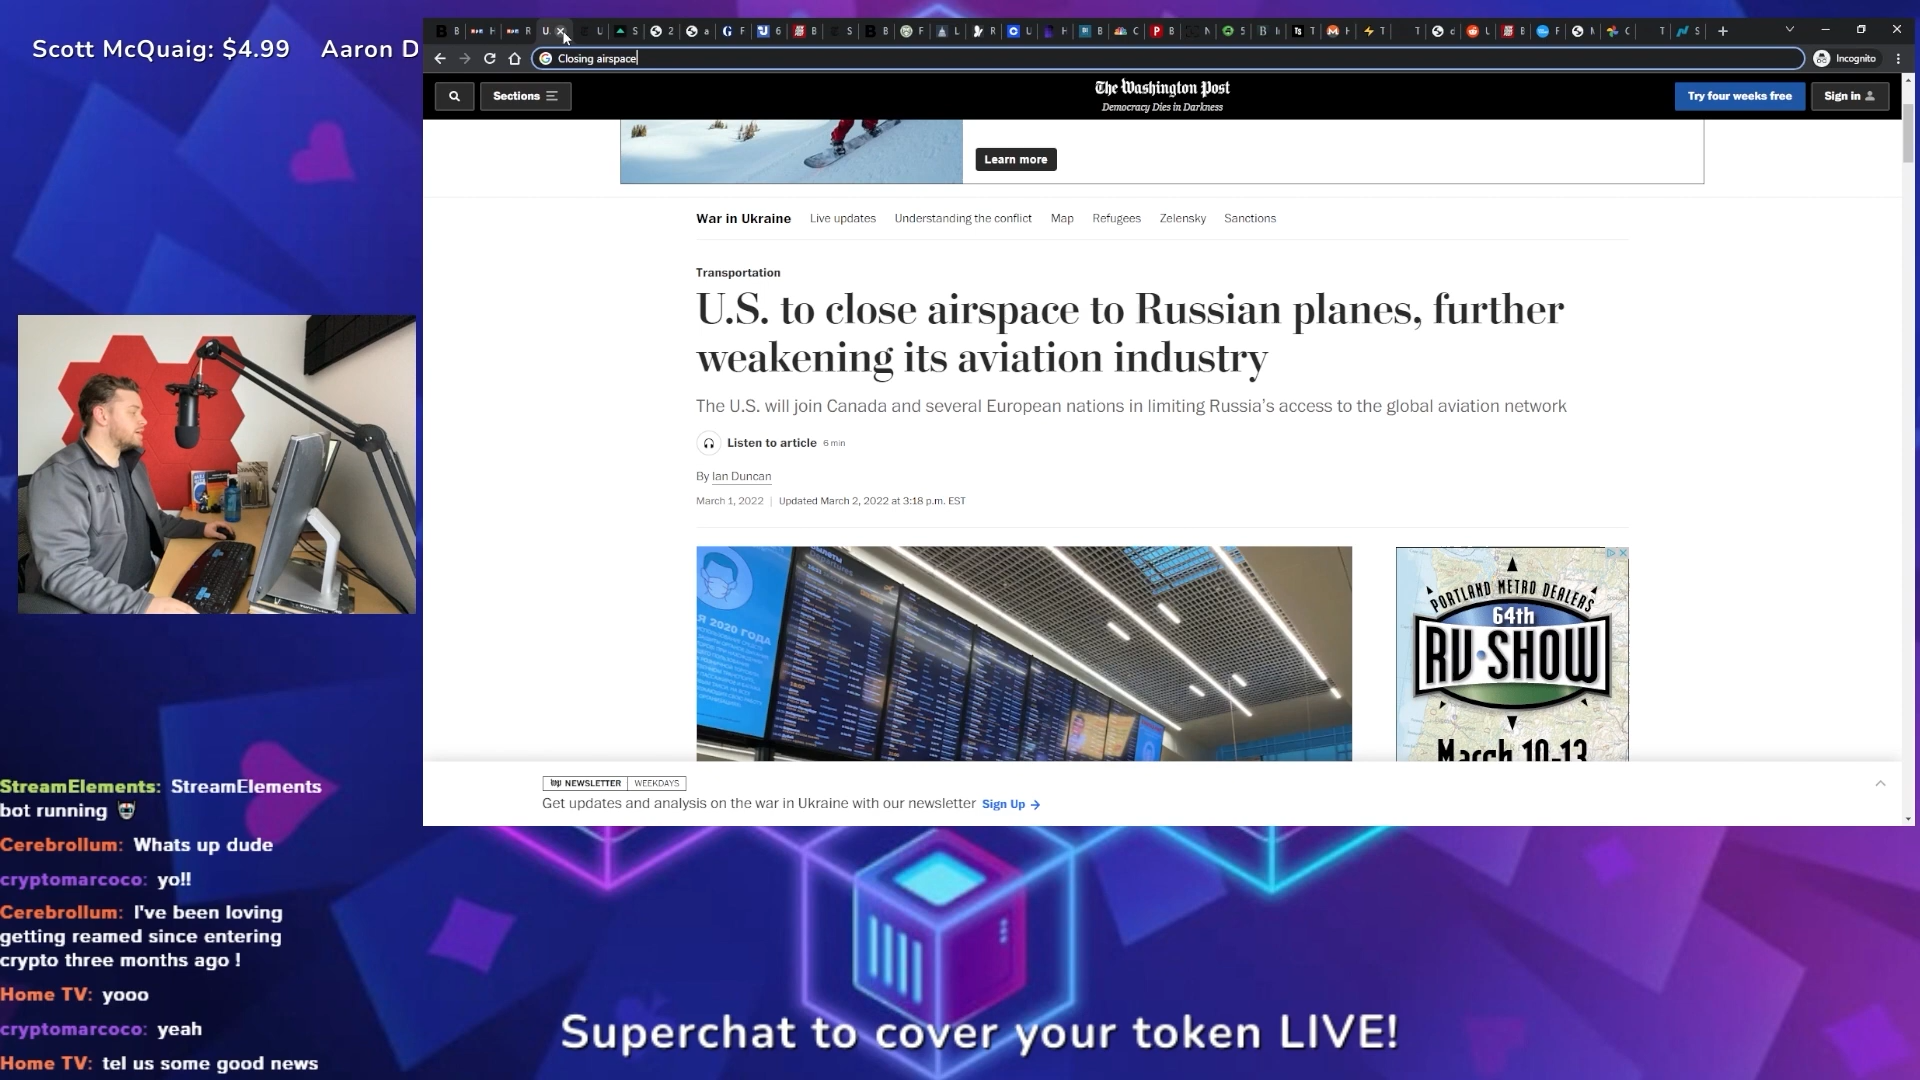 Scott McQuaig: $4.99 Aaron D
Closing airspace
Incognito
Sections
The Washington Post
Democracy Dies in Darkness
Try four weeks free
Sign in
Learn more
War in Ukraine Live updates Understanding the conflict Map Refugees Zelensky Sanctions
Transportation
U.S. to close airspace to Russian planes, further
weakening its aviation industry
The U.S. will join Canada and several European nations in limiting Russia's access to the global aviation network
Listen to article 6 min
By Ian Duncan
March 1, 2022 | Updated March 2, 2022 at 3:18 p.m. EST
Я 2020 ГОДА
Departures
PORTLAND METRO DEALERS
64th
RV SHOW
March 10-13
NEWSLETTER WEEKDAYS
Get updates and analysis on the war in Ukraine with our newsletter Sign Up →
StreamElements: StreamElements
bot running
Cerebrollum: Whats up dude
cryptomarcoco: yo!!
Cerebrollum: I've been loving
getting reamed since entering
crypto three months ago !
Home TV: yooo
cryptomarcoco: yeah
Home TV: tell us some good news
Superchat to cover your token LIVE!